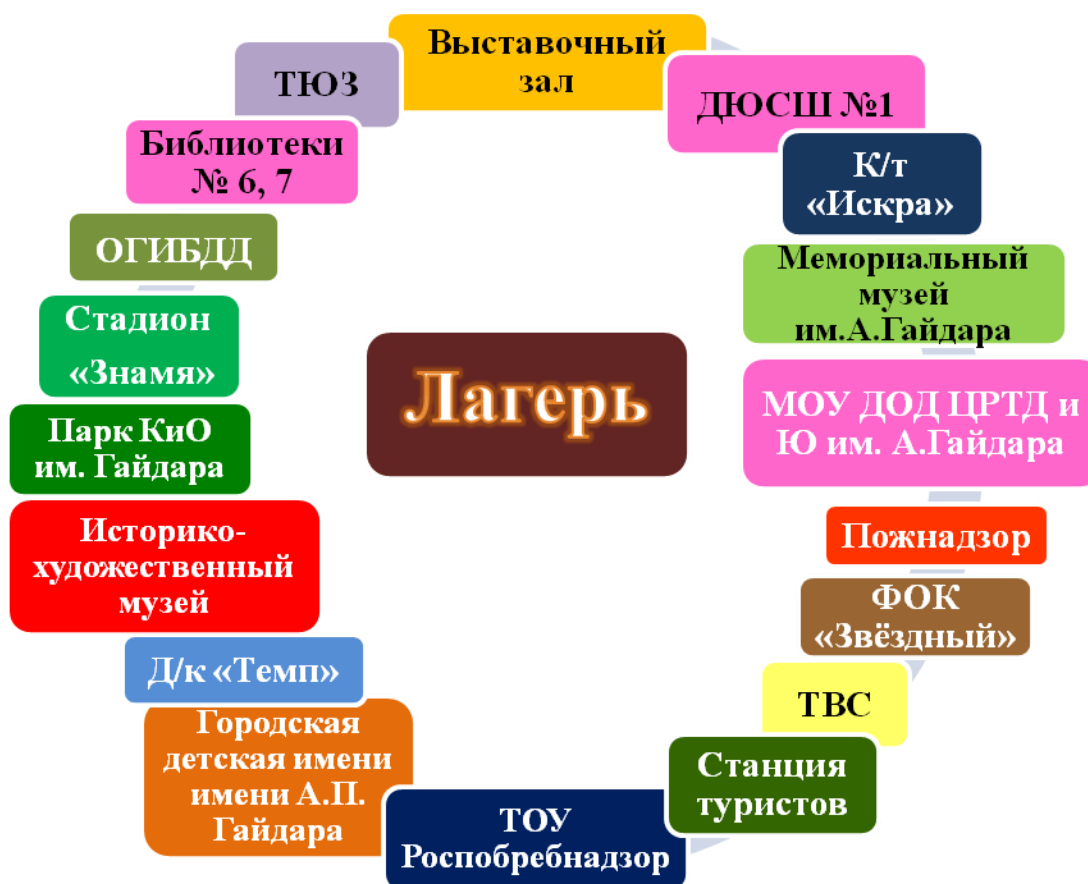 Выставочный
зал
ДЮСШ №1
К/т
«Искра»
Мемориальный
музей
им.А.Гайдара
МОУ ДОД ЦРТД и
Ю им. А.Гайдара
Пожнадзор
ФОК
«Звёздный»
ТВС
Станция
туристов
ТОУ
Роспобребнадзор
Городская
детская имени
имени А.П.
Гайдара
Д/к «Темп»
Историко-
художественный
музей
Парк КиО
им. Гайдара
Стадион
«Знамя»
ОГИБДД
Библиотеки
№ 6, 7
ТЮЗ
Лагерь